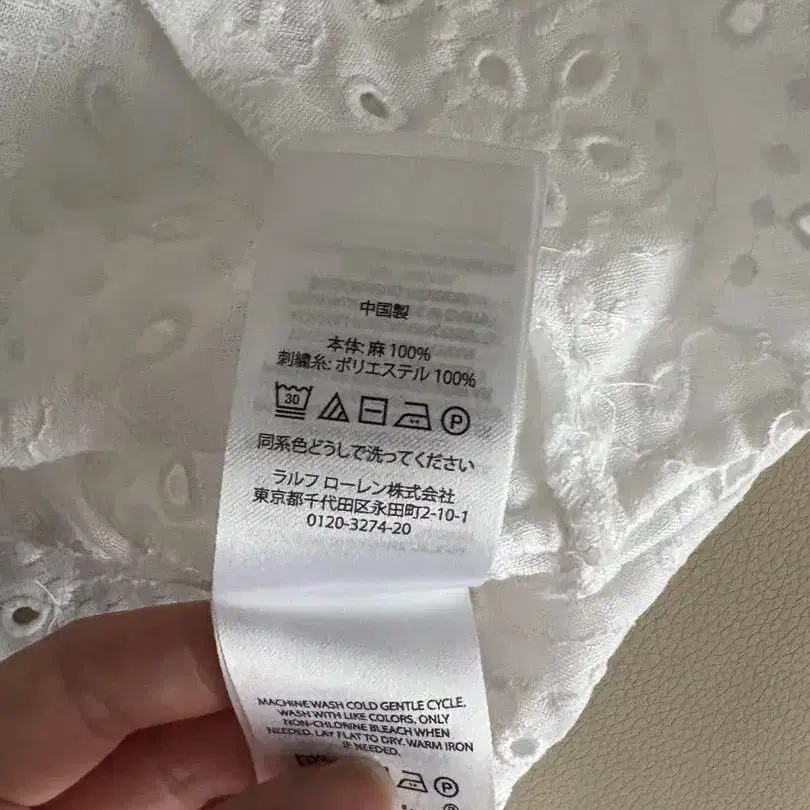 中国製
本体: 麻 100%
刺繍糸: ポリエステル 100%
30
P
同系色どうしで洗ってください
ラルフ ローレン株式会社
東京都千代田区永田町2-10-1
0120-3274-20
MACHINE WASH COLD GENTLE CYCLE,
WASH WITH LIKE COLORS. ONLY
NON-CHLORINE BLEACH WHEN
NEEDED. LAY FLAT TO DRY. WARM IRON
IF NEEDED.
P